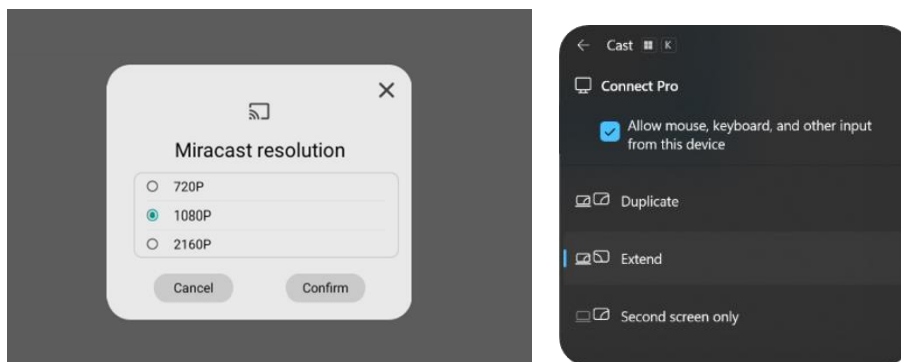 Miracast resolution
720P
1080P
2160P
Cancel
Confirm
Cast K
Connect Pro
Allow mouse, keyboard, and other input
from this device
Duplicate
Extend
Second screen only